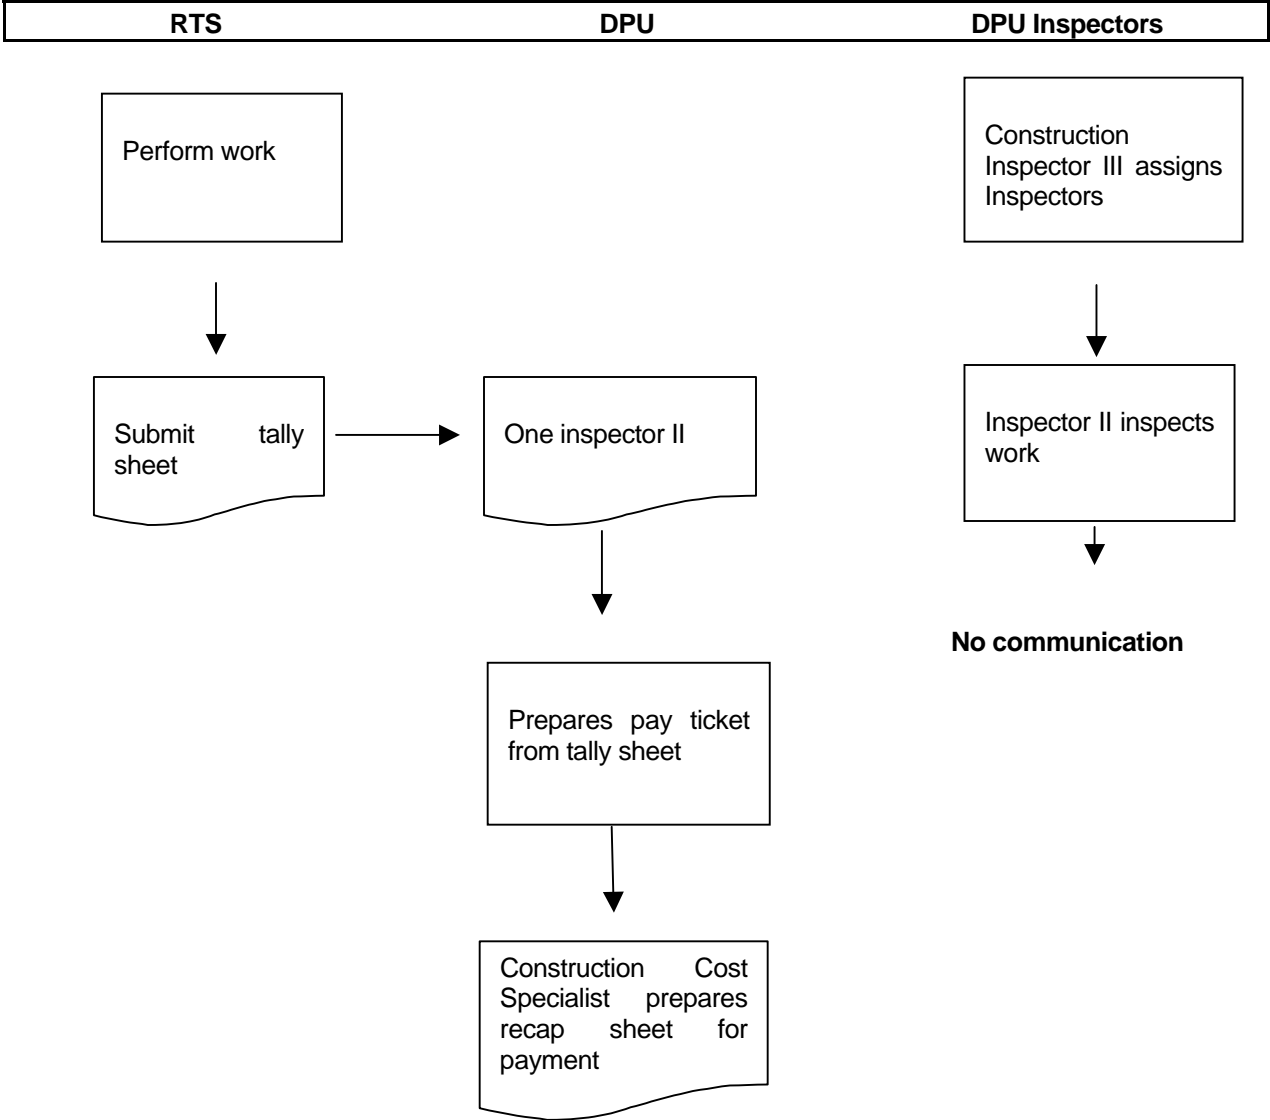 RTS DPU DPU Inspectors
Perform work
Construction
Inspector III assigns
Inspectors
Submit tally
sheet
One inspector II
Inspector II inspects
work
No communication
Prepares pay ticket
from tally sheet
Construction Cost
Specialist prepares
recap sheet for
payment